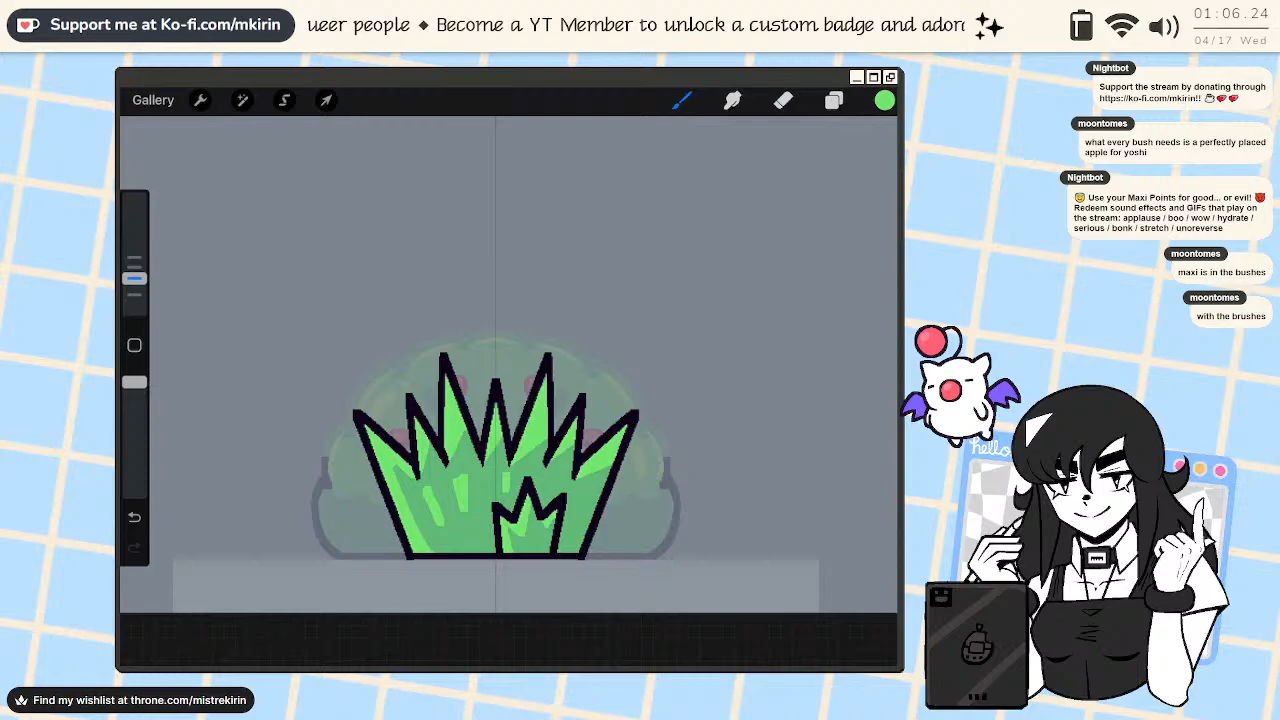 Support me at Ko-fi.com/mkirin
ueer people ◆ Become a YT Member to unlock a custom badge and adora
01:06.24
04/17 Wed
Gallery
Nightbot
Support the stream by donating through
https://ko-fi.com/mkirin!!
moontomes
what every bush needs is a perfectly placed
apple for yoshi
Nightbot
😇 Use your Maxi Points for good... or evil! 😈
Redeem sound effects and GIFs that play on
the stream: applause / boo / wow / hydrate /
serious / bonk / stretch / unoreverse
moontomes
maxi is in the bushes
moontomes
with the brushes
hello
Find my wishlist at throne.com/mistrekirin